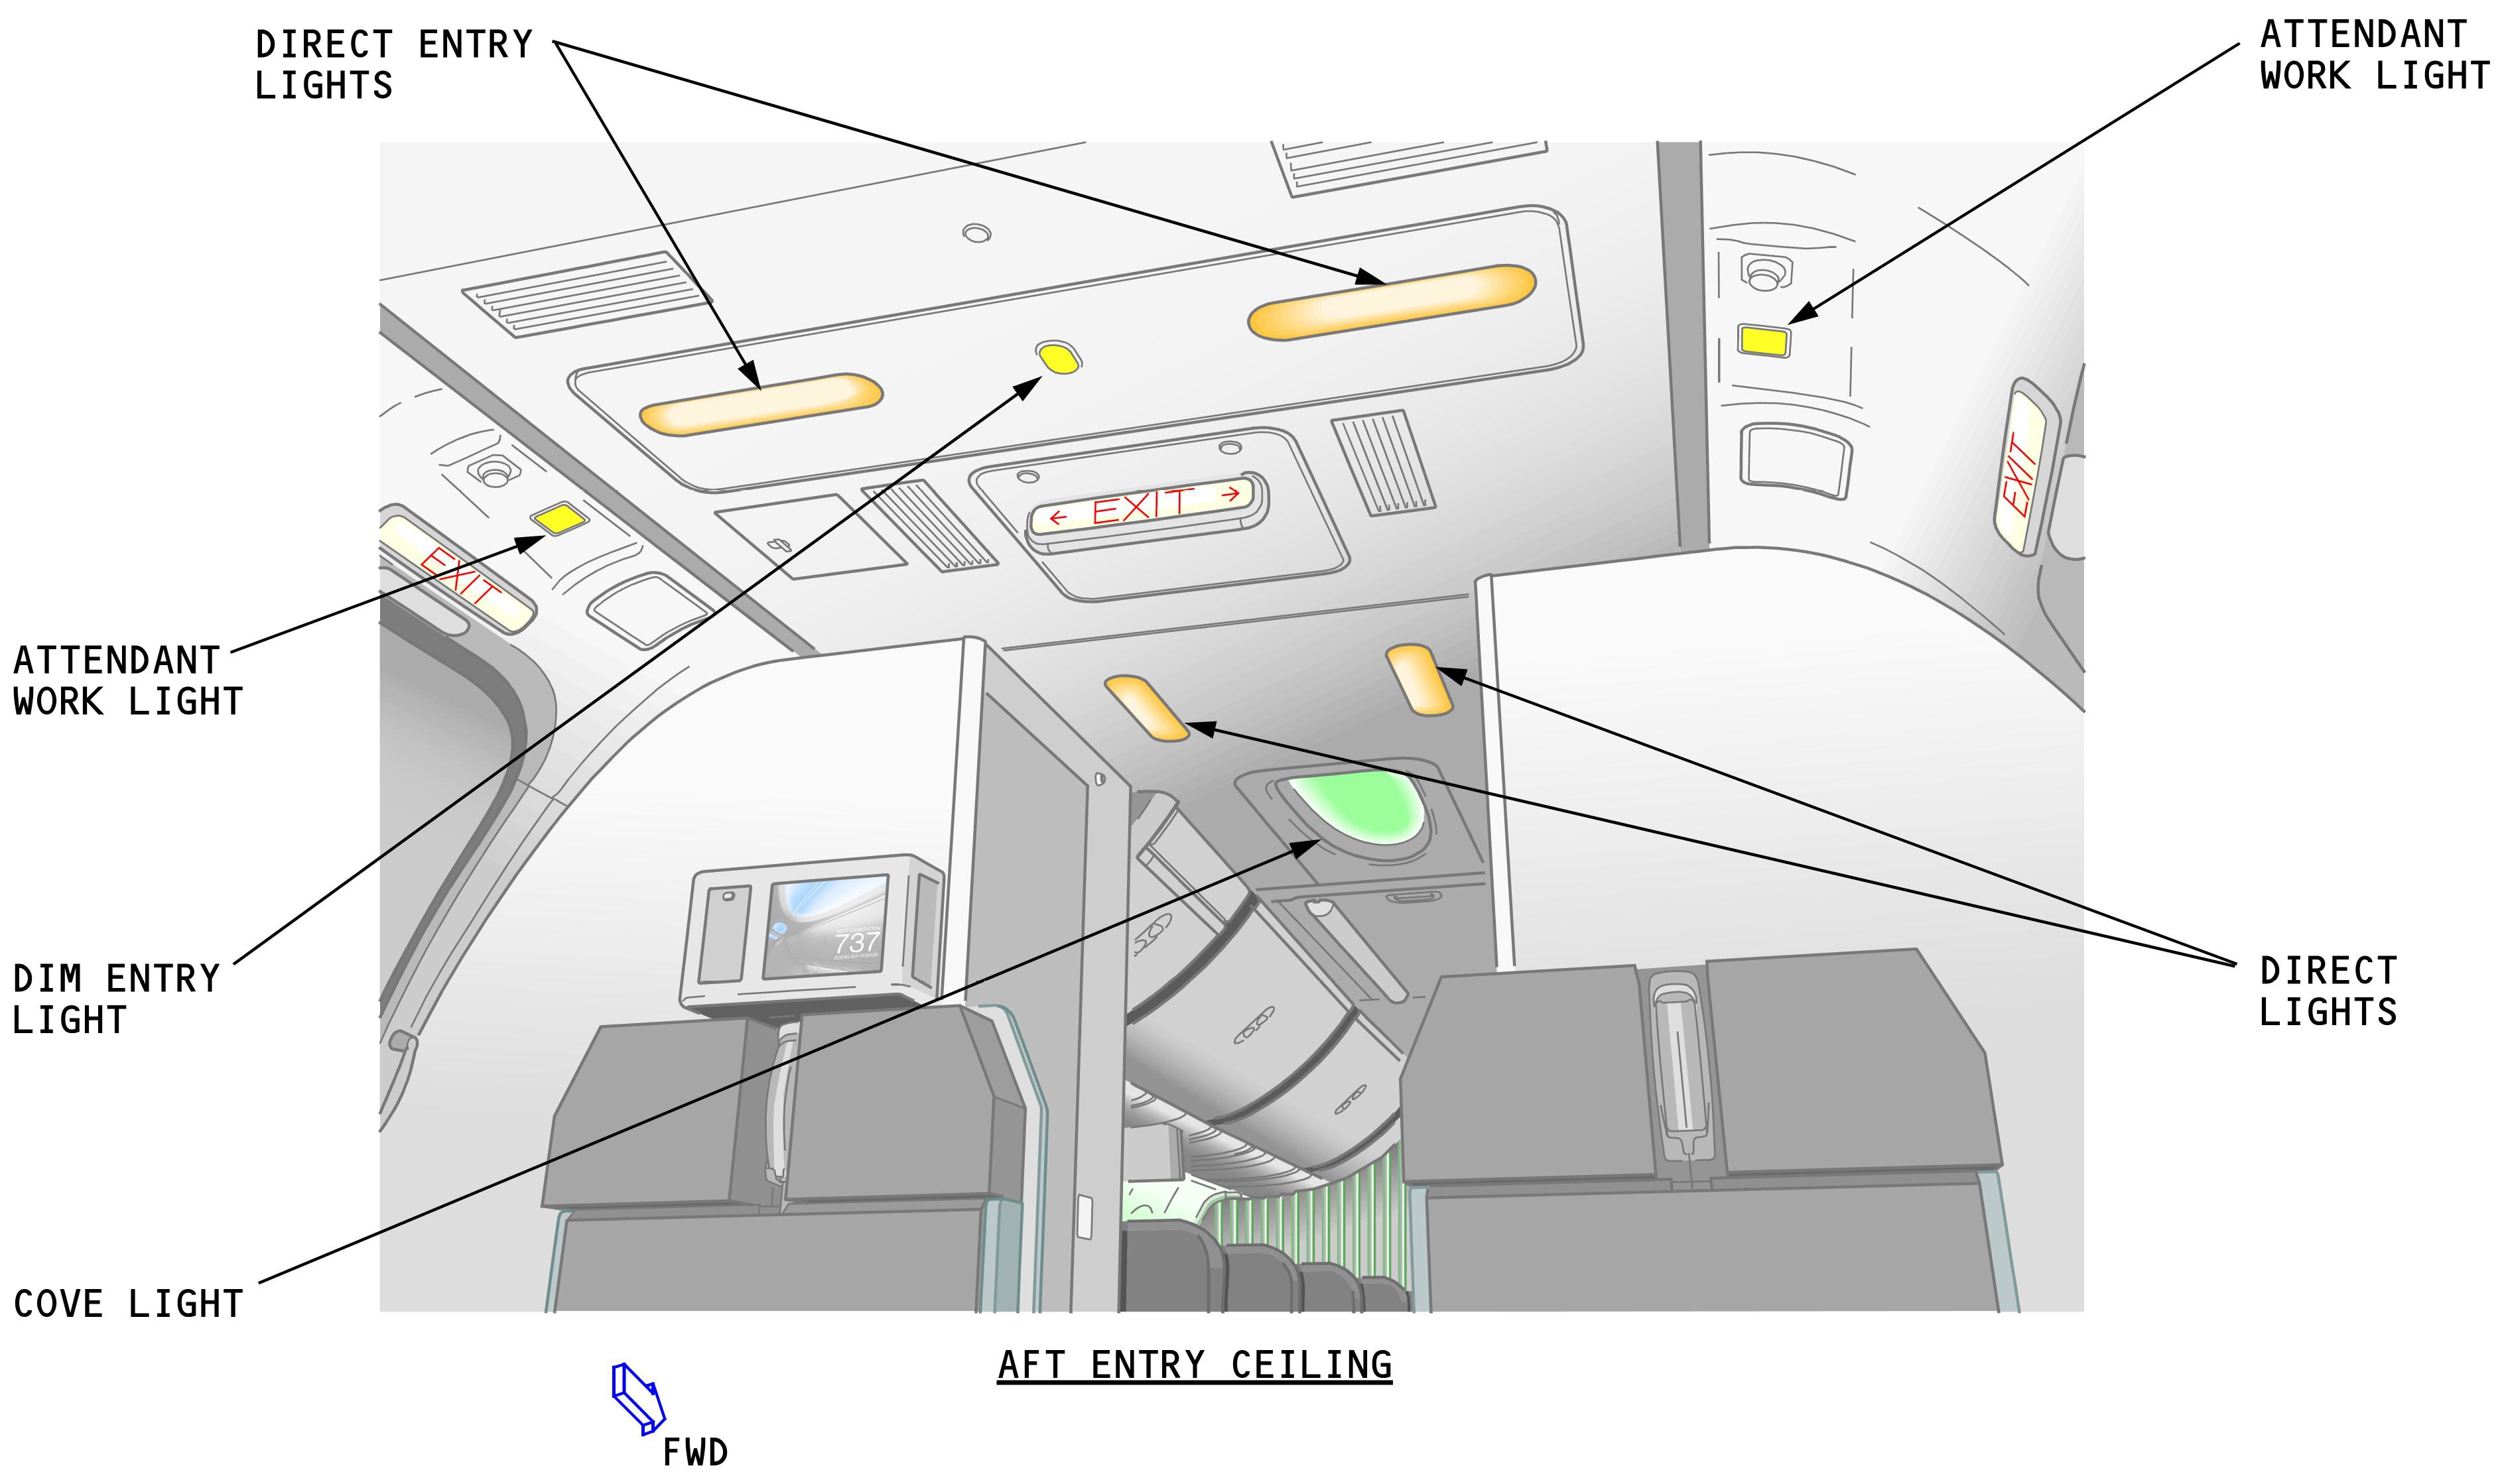 DIRECT ENTRY
LIGHTS
ATTENDANT
WORK LIGHT
← EXIT →
EXIT
EXIT
ATTENDANT
WORK LIGHT
737
DIM ENTRY
LIGHT
DIRECT
LIGHTS
COVE LIGHT
AFT ENTRY CEILING
FWD